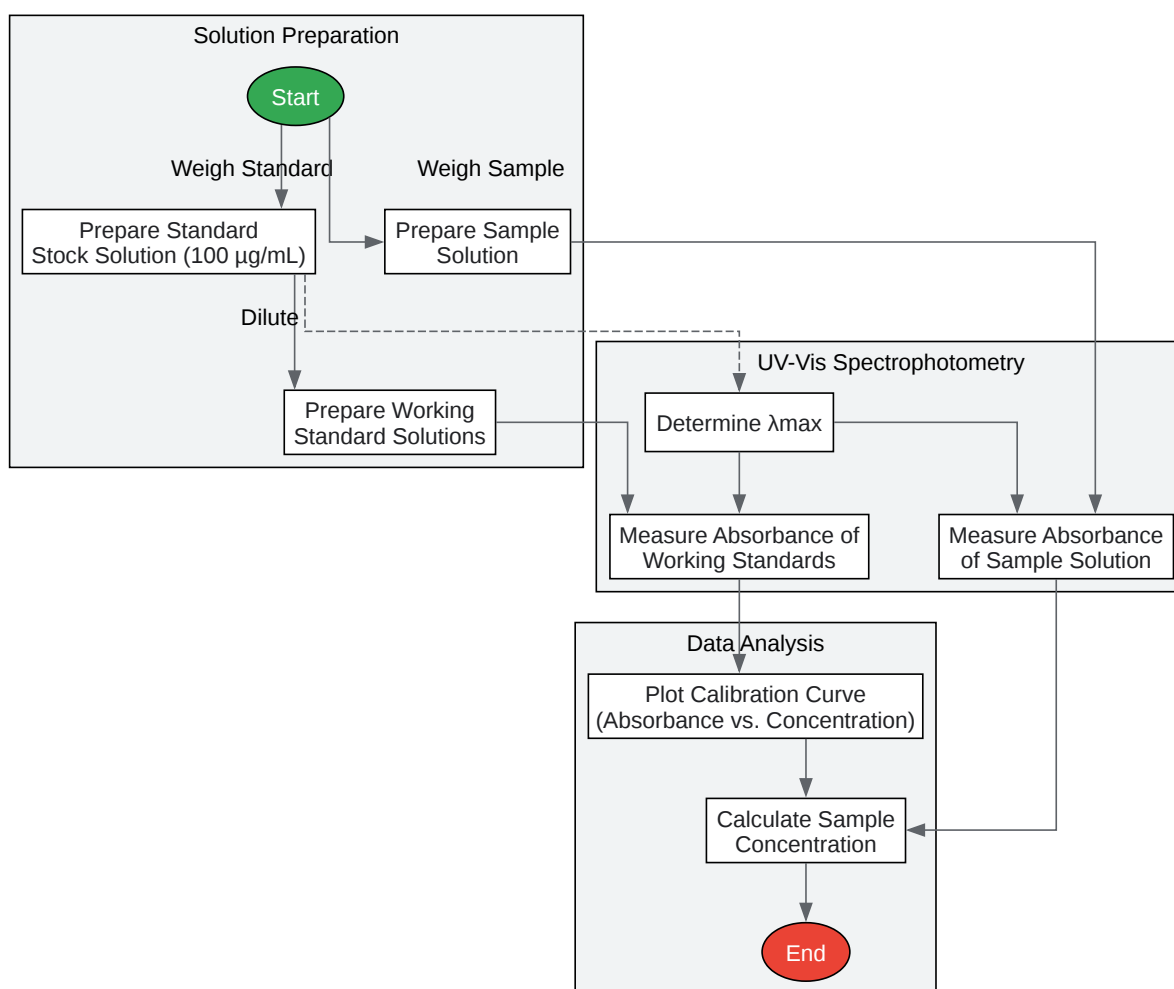 Solution Preparation
Start
Weigh Standard
Weigh Sample
Prepare Standard
Stock Solution (100 µg/mL)
Prepare Sample
Solution
Dilute
Prepare Working
Standard Solutions
UV-Vis Spectrophotometry
Determine λmax
Measure Absorbance of
Working Standards
Measure Absorbance
of Sample Solution
Data Analysis
Plot Calibration Curve
(Absorbance vs. Concentration)
Calculate Sample
Concentration
End